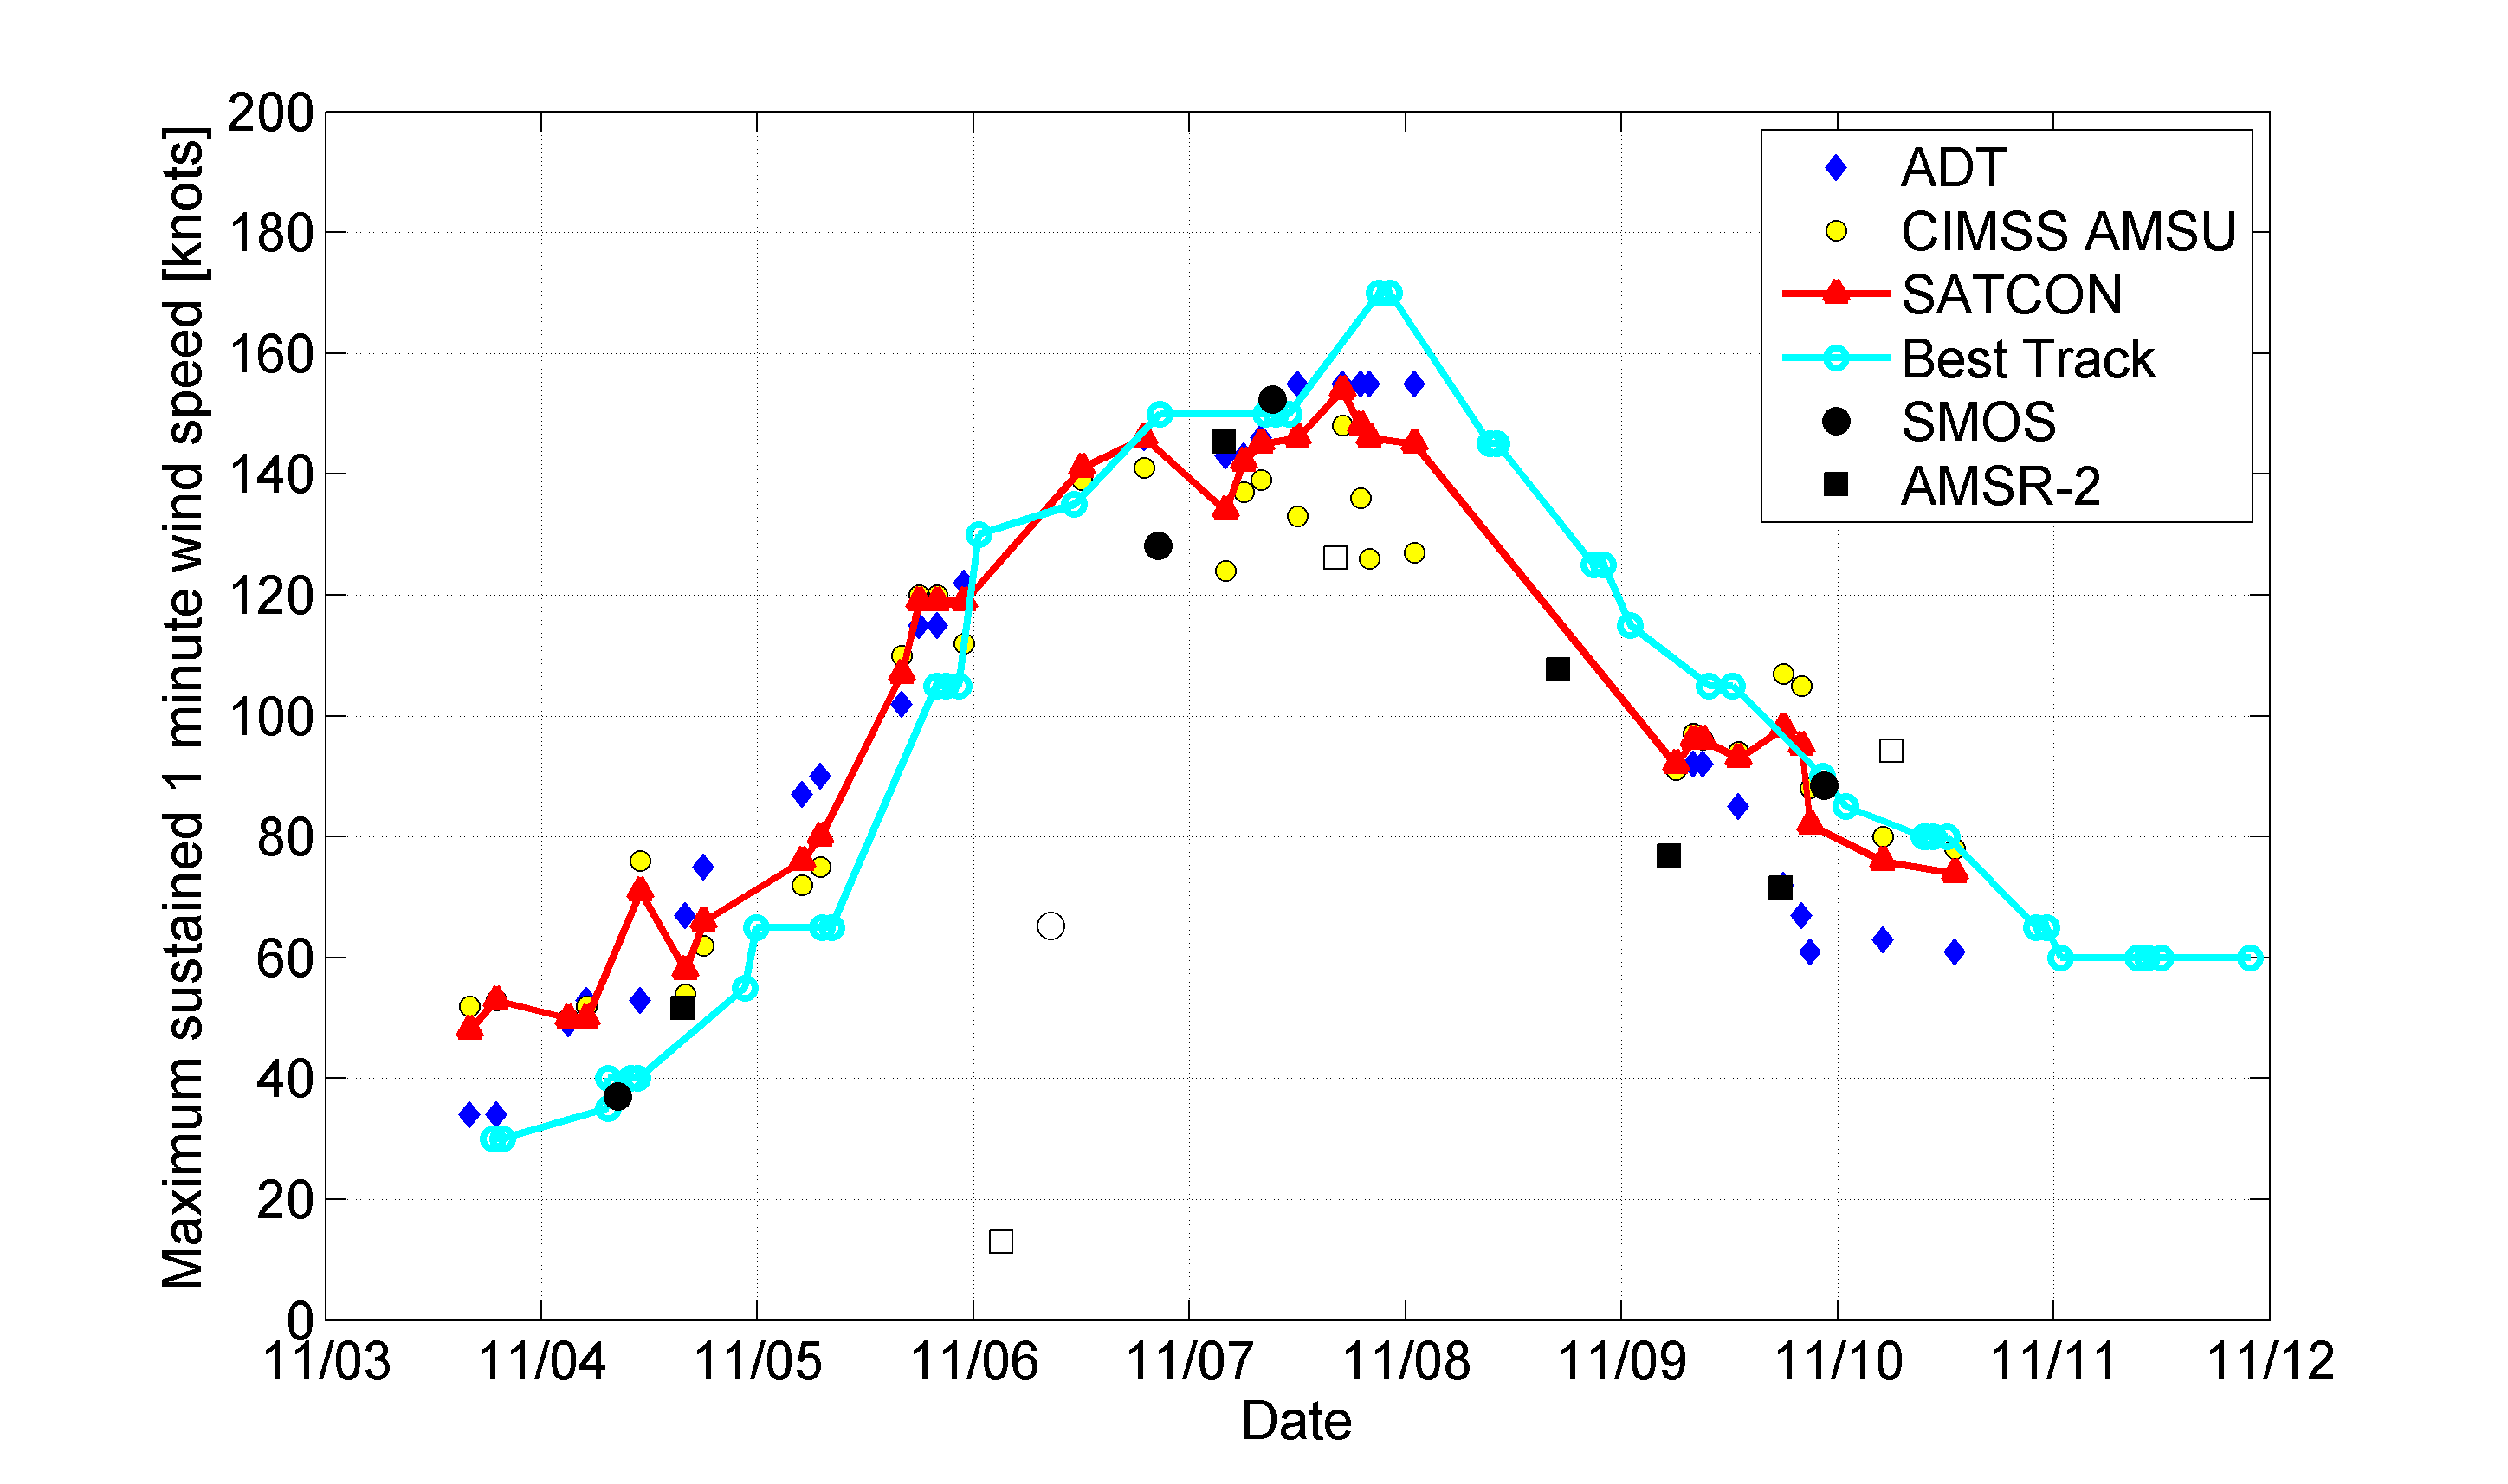 Maximum sustained 1 minute wind speed [knots]
200
180
160
140
120
100
80
60
40
20
0
ADT
CIMSS AMSU
SATCON
Best Track
SMOS
AMSR-2
11/03 11/04 11/05 11/06 11/07 11/08 11/09 11/10 11/11 11/12
Date